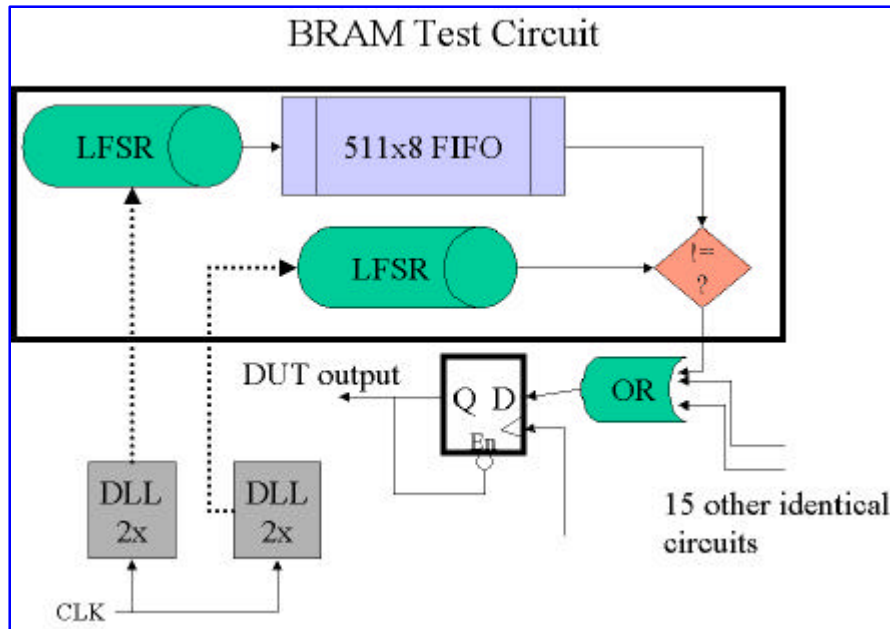 BRAM Test Circuit
LFSR
511x8 FIFO
LFSR
!=
?
DUT output
Q D
En
OR
DLL
2x
DLL
2x
15 other identical
circuits
CLK